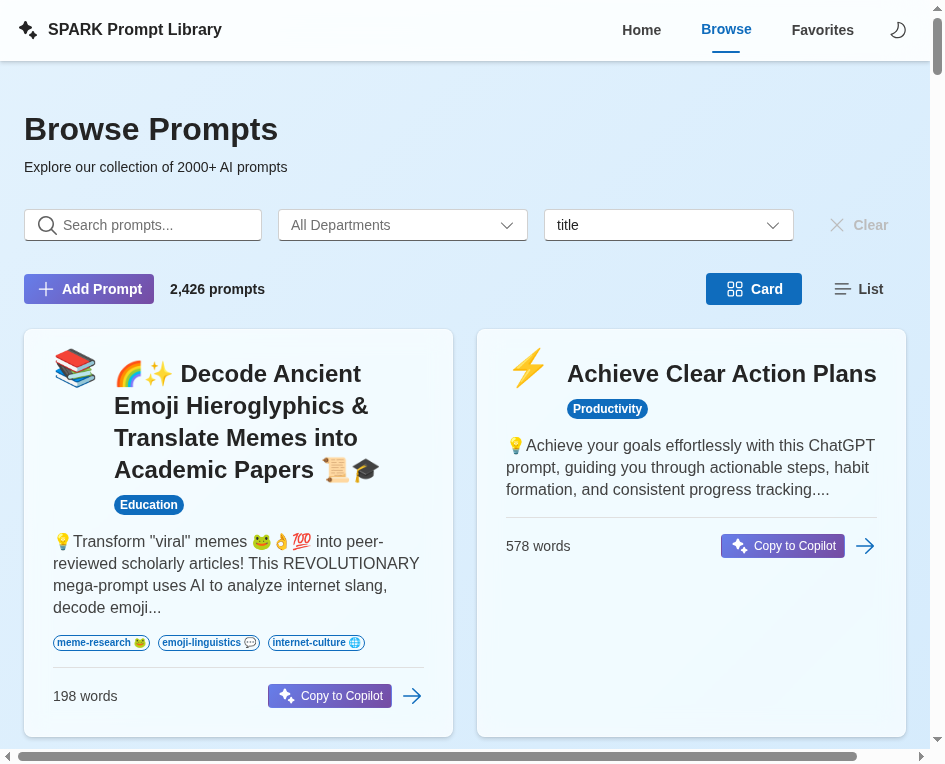 SPARK Prompt Library
Home
Browse
Favorites
Browse Prompts
Explore our collection of 2000+ AI prompts
Search prompts...
All Departments
title
Clear
Add Prompt
2,426 prompts
Card
List
🌈✨ Decode Ancient
Emoji Hieroglyphics &
Translate Memes into
Academic Papers 📜🎓
Education
💡Transform "viral" memes 🐸👌💯 into peer-
reviewed scholarly articles! This REVOLUTIONARY
mega-prompt uses AI to analyze internet slang,
decode emoji...
meme-research 🐸
emoji-linguistics 💬
internet-culture 🌐
198 words
Copy to Copilot
Achieve Clear Action Plans
Productivity
💡Achieve your goals effortlessly with this ChatGPT
prompt, guiding you through actionable steps, habit
formation, and consistent progress tracking....
578 words
Copy to Copilot